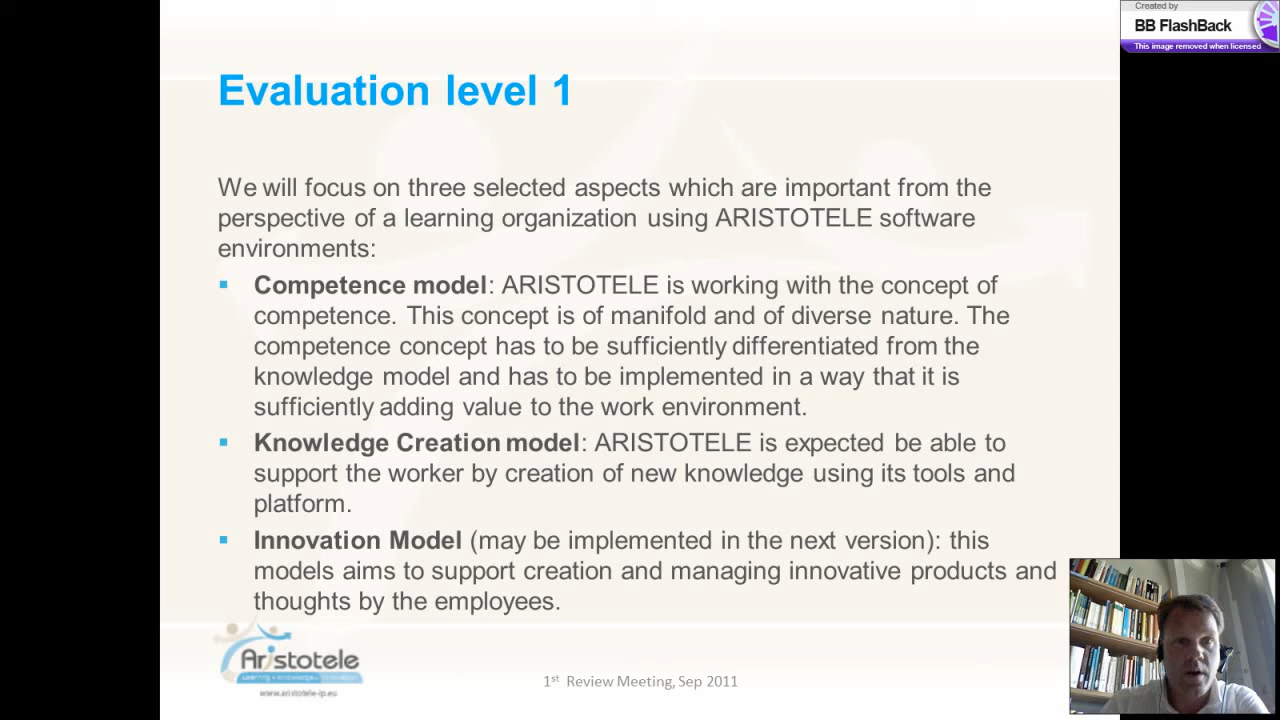 Created by
BB FlashBack
This image removed when licensed
Evaluation level 1
We will focus on three selected aspects which are important from the
perspective of a learning organization using ARISTOTELE software
environments:
▪ Competence model: ARISTOTELE is working with the concept of
competence. This concept is of manifold and of diverse nature. The
competence concept has to be sufficiently differentiated from the
knowledge model and has to be implemented in a way that it is
sufficiently adding value to the work environment.
▪ Knowledge Creation model: ARISTOTELE is expected be able to
support the worker by creation of new knowledge using its tools and
platform.
▪ Innovation Model (may be implemented in the next version): this
models aims to support creation and managing innovative products and
thoughts by the employees.
Aristotele
www.aristotele-ip.eu
1st Review Meeting, Sep 2011